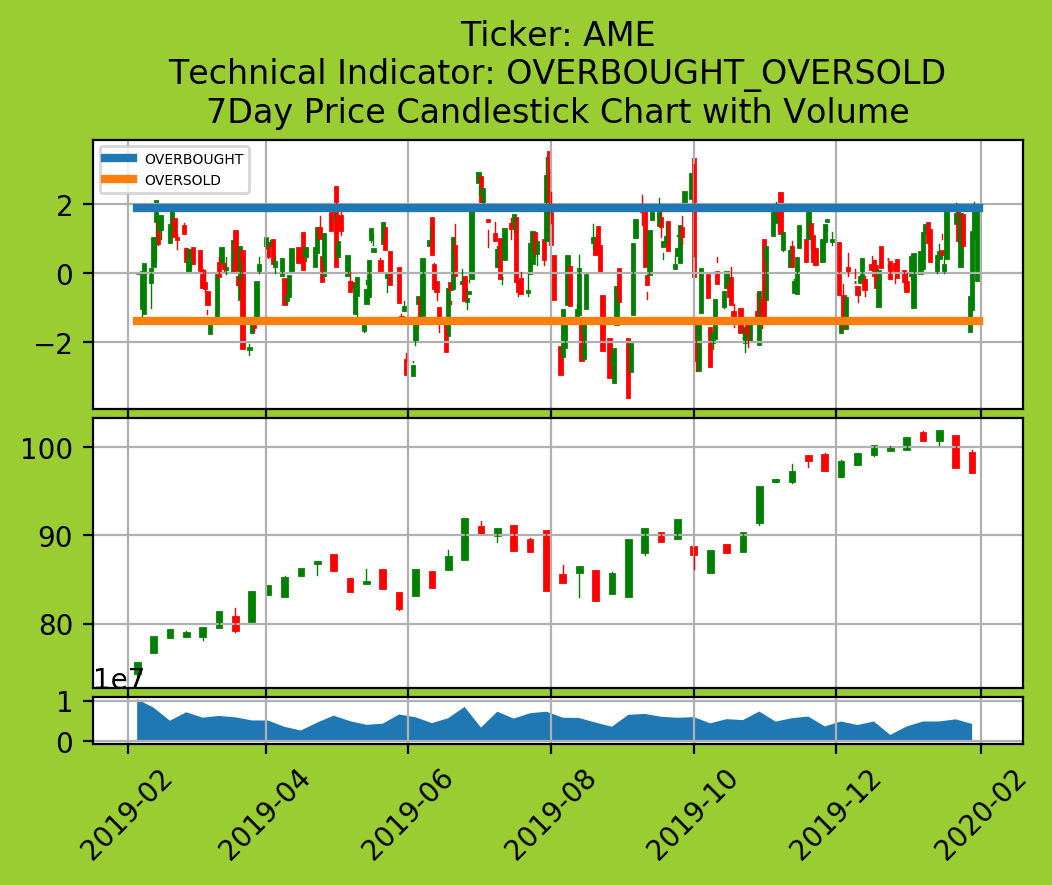 Ticker: AME
Technical Indicator: OVERBOUGHT_OVERSOLD
7Day Price Candlestick Chart with Volume
OVERBOUGHT
OVERSOLD
2
0
−2
100
90
80
1e7
1
0
2019-02
2019-04
2019-06
2019-08
2019-10
2019-12
2020-02